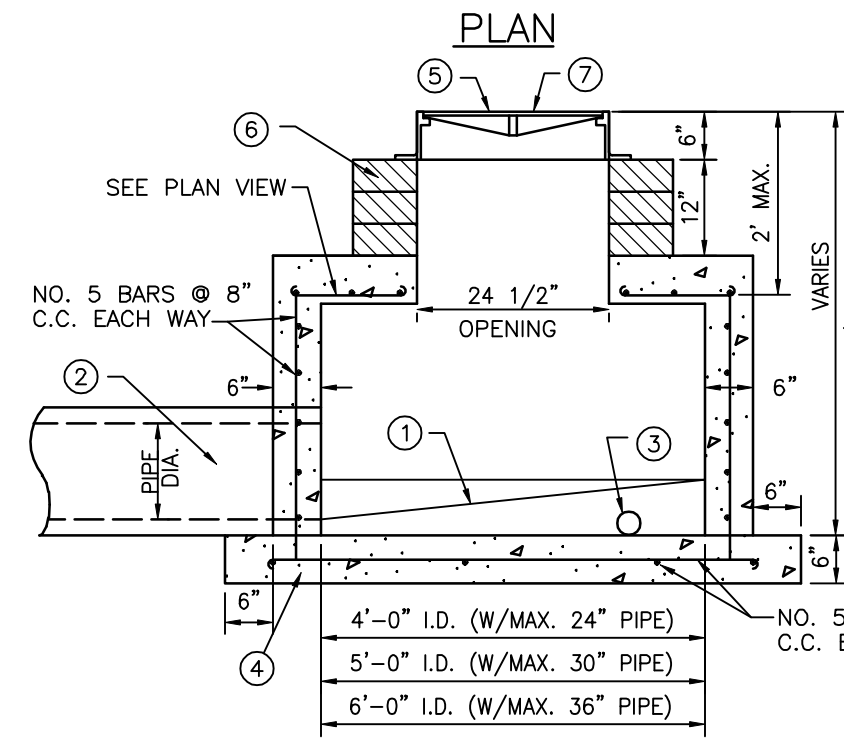 PLAN
5
7
6
6"
SEE PLAN VIEW
12"
2' MAX.
VARIES
NO. 5 BARS @ 8"
C.C. EACH WAY
24 1/2"
OPENING
2
6"
6"
1
3
PIPE
DIA.
6"
6"
6"
4'-0" I.D. (W/MAX. 24" PIPE)
NO. 5
C.C. E
4
5'-0" I.D. (W/MAX. 30" PIPE)
6'-0" I.D. (W/MAX. 36" PIPE)